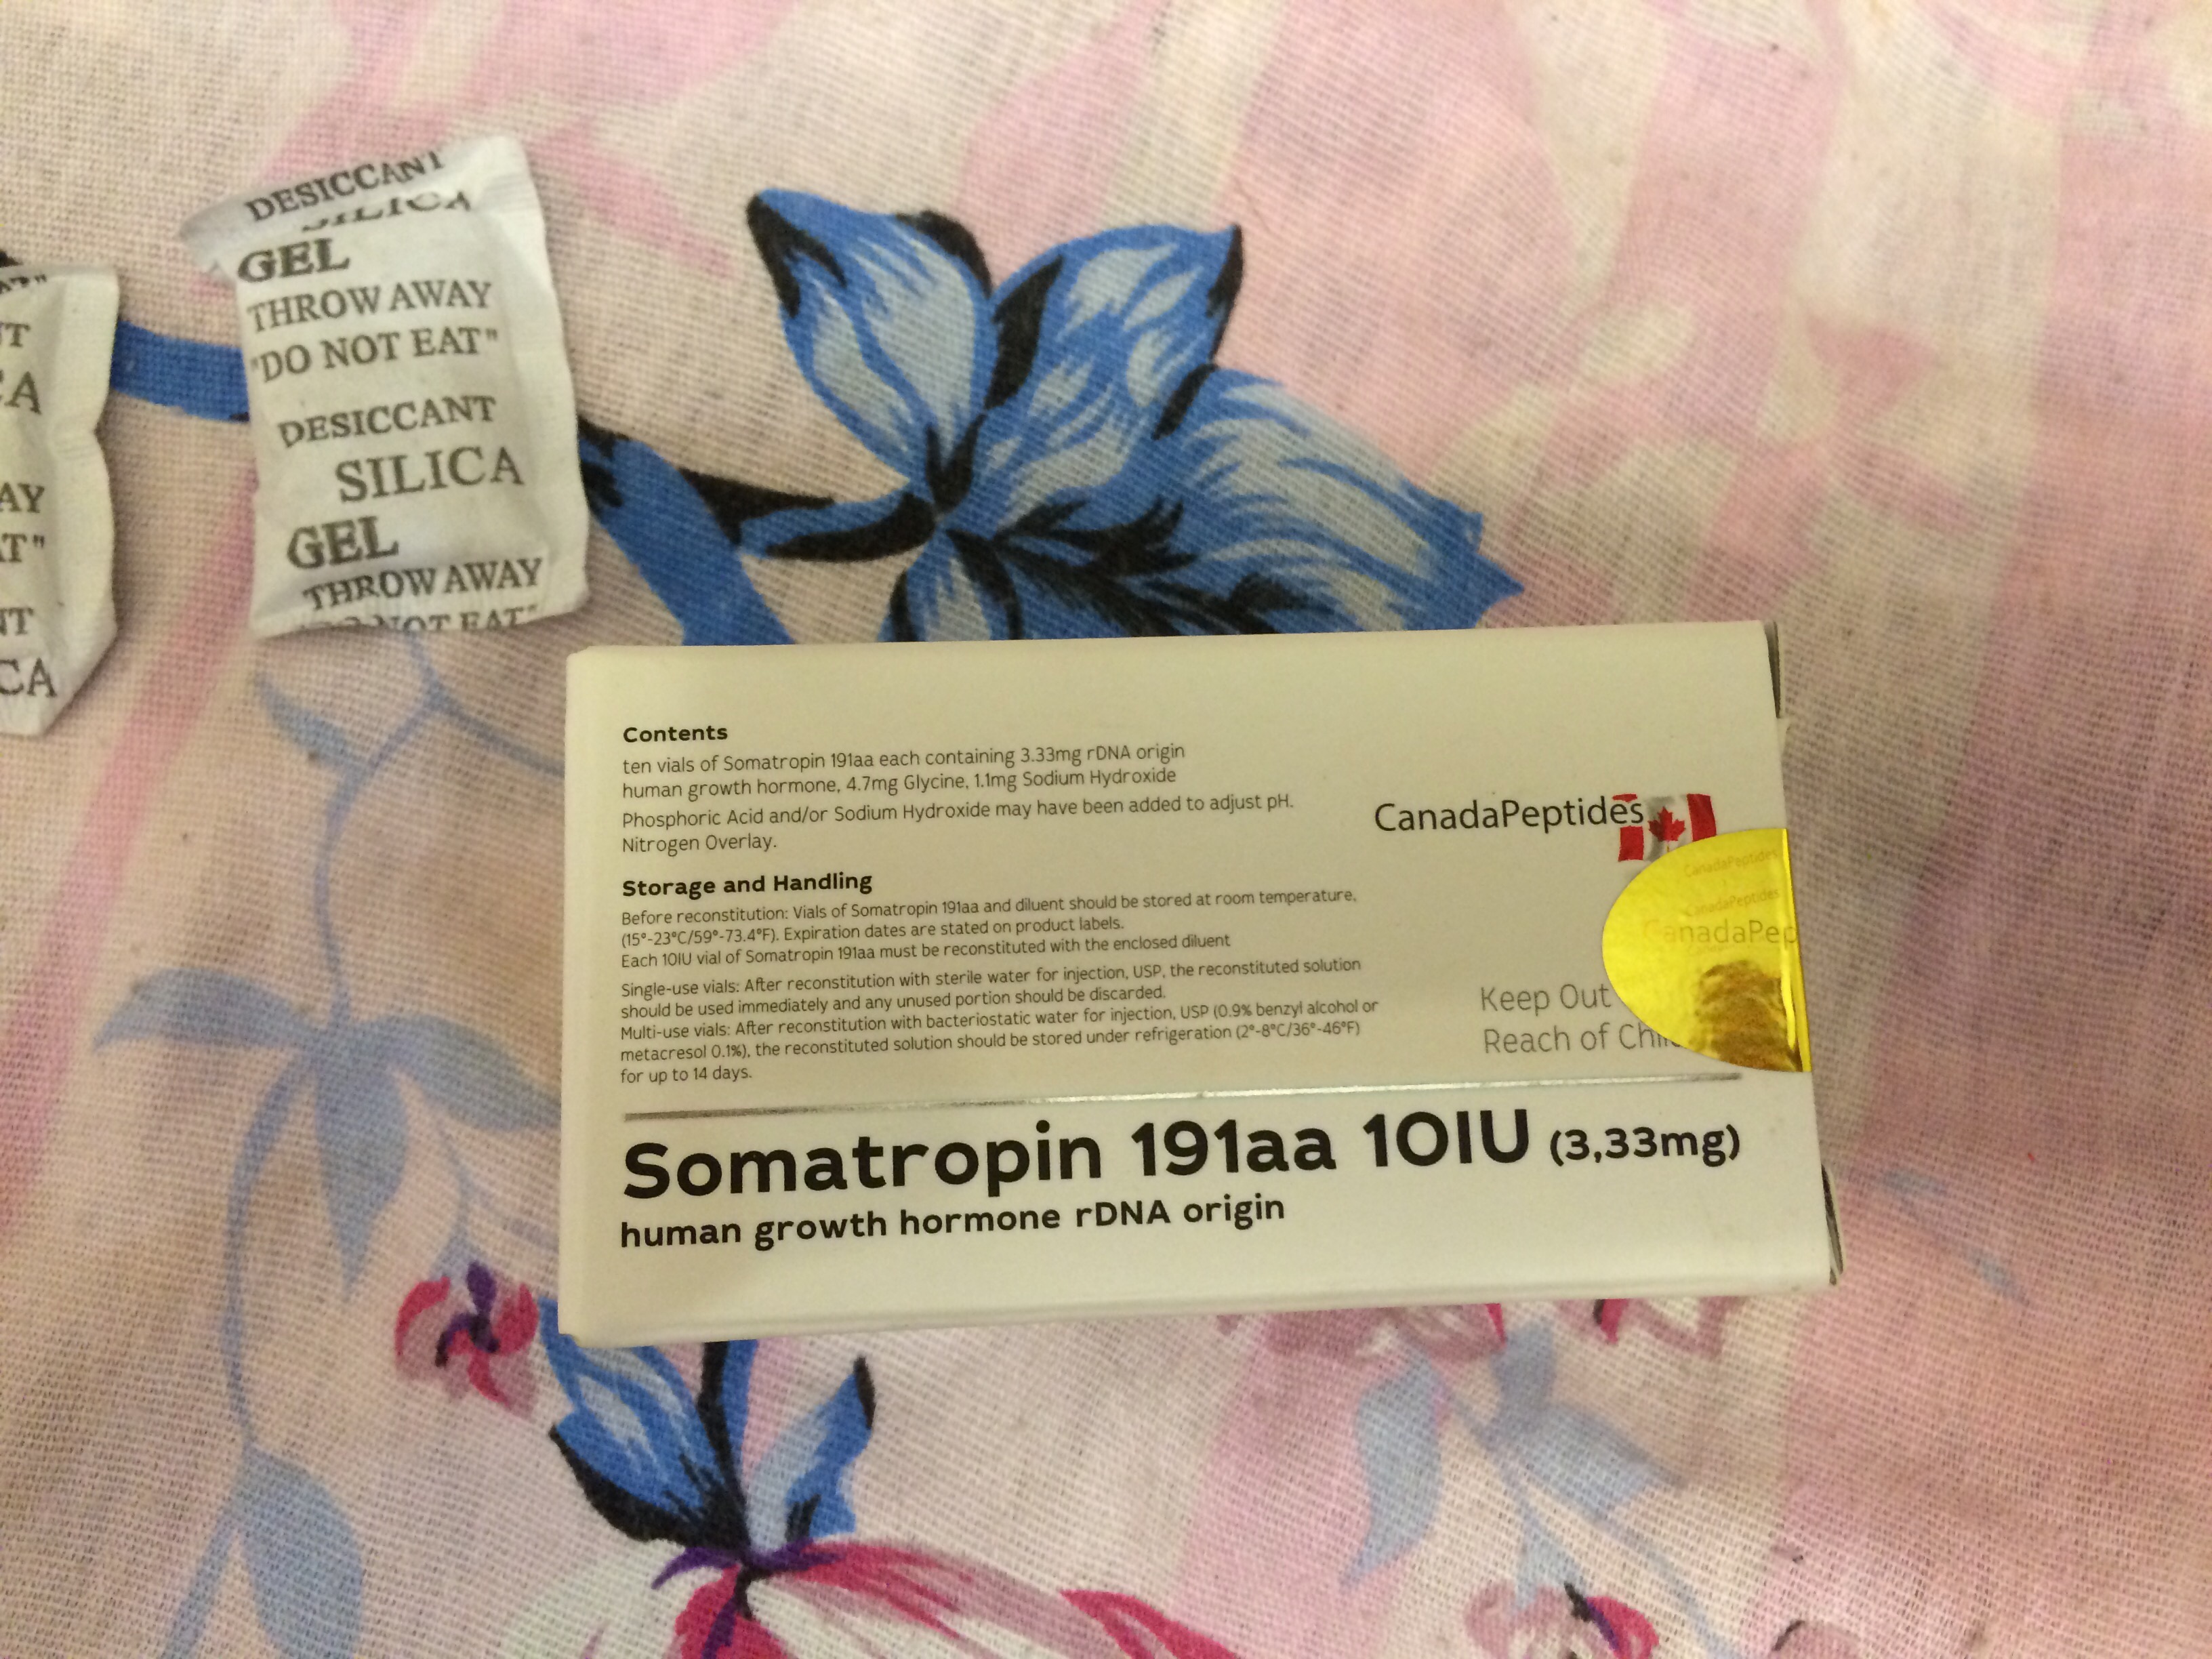 DESICCANT
SILICA
GEL
THROW AWAY
"DO NOT EAT"
DESICCANT
SILICA
GEL
THROW AWAY
NOT EAT"
Contents
ten vials of Somatropin 191aa each containing 3.33mg rDNA origin
human growth hormone, 4.7mg Glycine, 1.1mg Sodium Hydroxide
Phosphoric Acid and/or Sodium Hydroxide may have been added to adjust pH.
Nitrogen Overlay.
Storage and Handling
Before reconstitution: Vials of Somatropin 191aa and diluent should be stored at room temperature,
(15°-23°C/59°-73.4°F). Expiration dates are stated on product labels.
Each 10IU vial of Somatropin 191aa must be reconstituted with the enclosed diluent
Single-use vials: After reconstitution with sterile water for injection, USP, the reconstituted solution
should be used immediately and any unused portion should be discarded.
Multi-use vials: After reconstitution with bacteriostatic water for injection, USP (0.9% benzyl alcohol or
metacresol 0.1%), the reconstituted solution should be stored under refrigeration (2°-8°C/36°-46°F)
for up to 14 days.
CanadaPeptides
CanadaPeptides
CanadaPeptides
CanadaPep
Keep Out
Reach of Chil
Somatropin 191aa 10IU (3,33mg)
human growth hormone rDNA origin